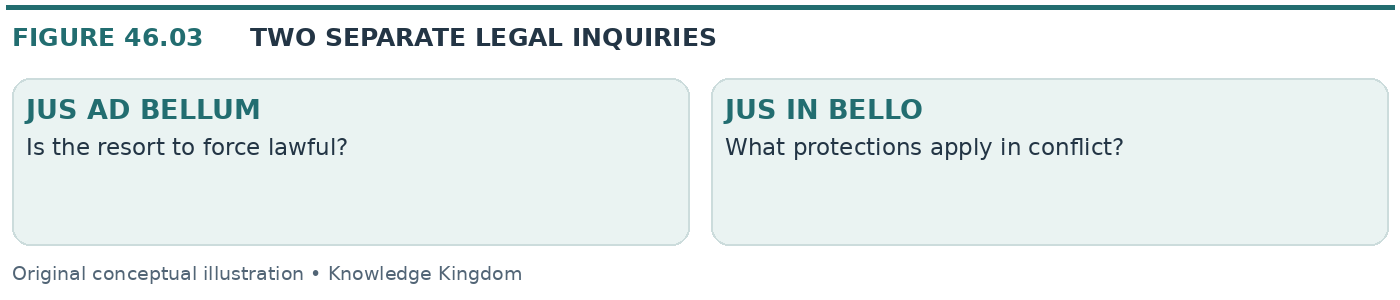 FIGURE 46.03 TWO SEPARATE LEGAL INQUIRIES
JUS AD BELLUM
Is the resort to force lawful?
JUS IN BELLO
What protections apply in conflict?
Original conceptual illustration • Knowledge Kingdom